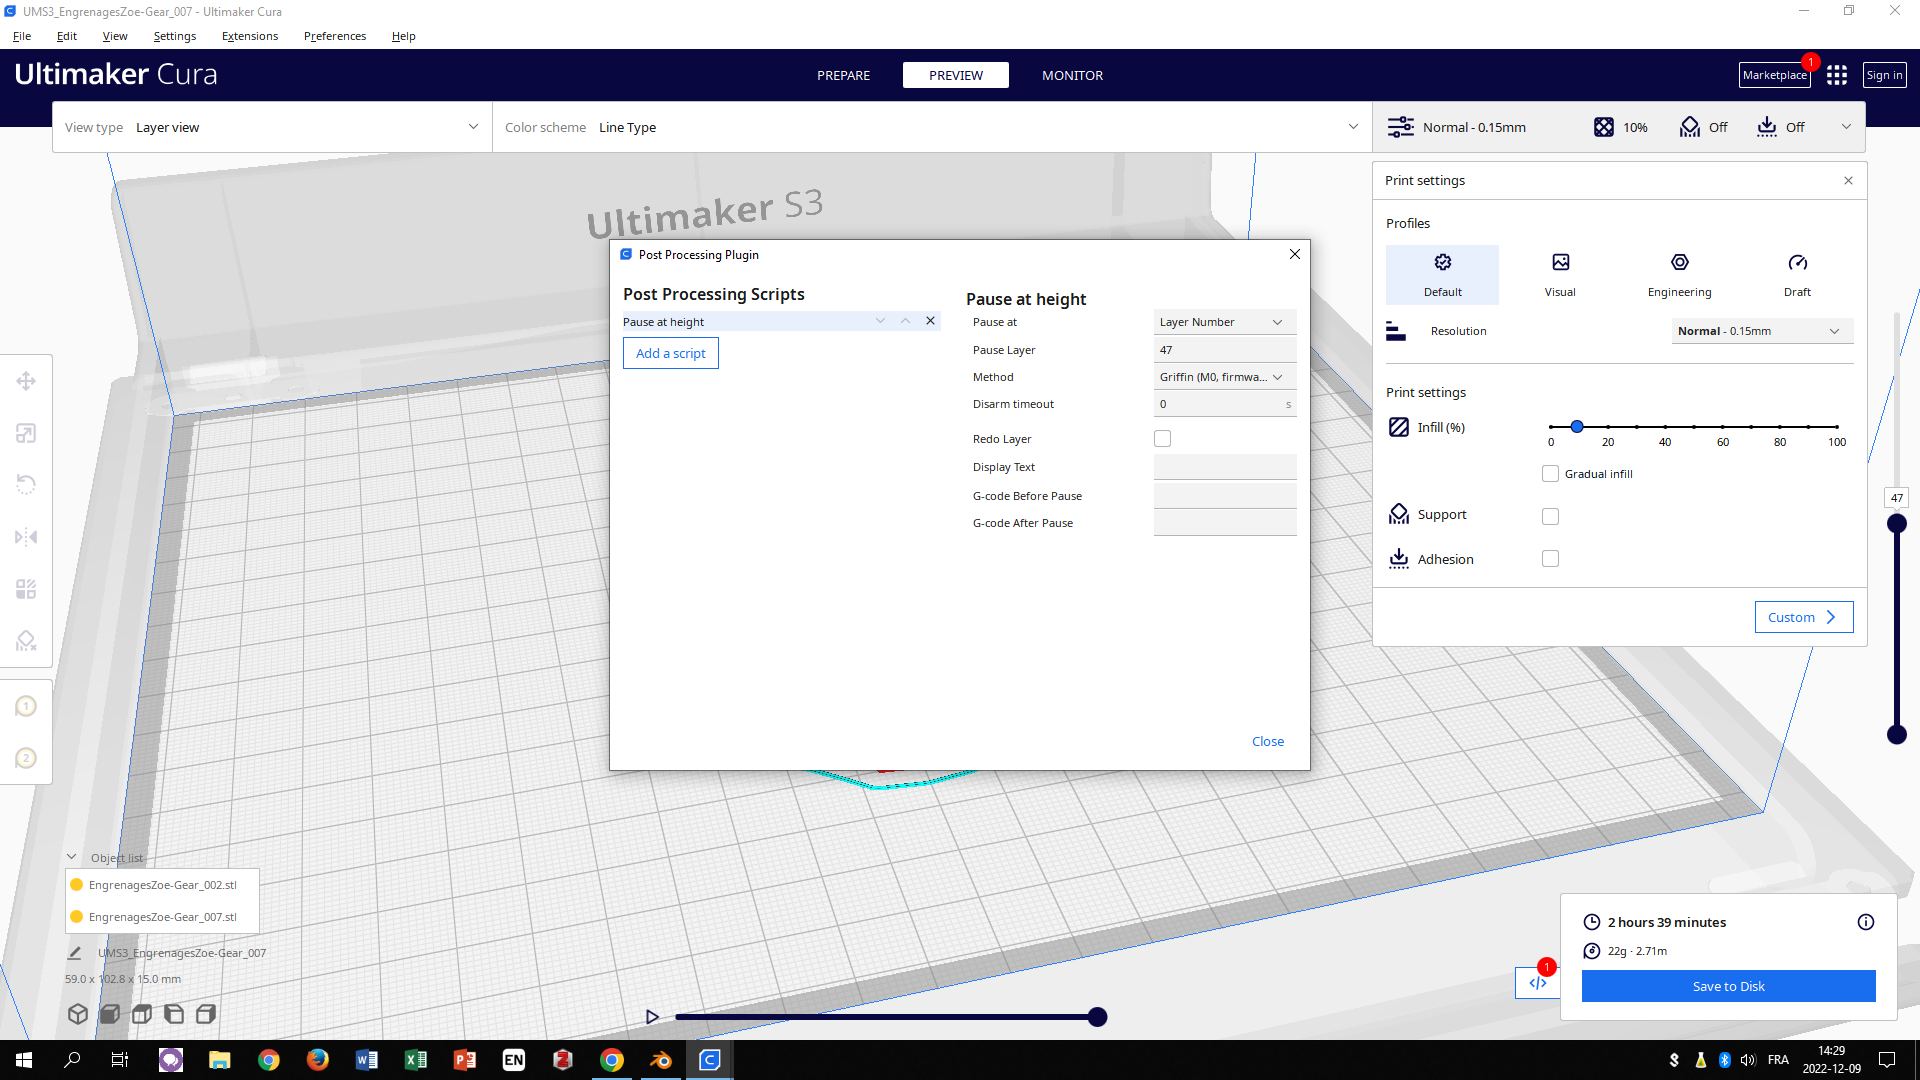 UMS3_EngrenagesZoe-Gear_007 - Ultimaker Cura
File Edit View Settings Extensions Preferences Help
Ultimaker Cura
PREPARE PREVIEW MONITOR
Marketplace 1 Sign in
View type Layer view
Color scheme Line Type
Normal - 0.15mm 10% Off Off
Ultimaker S3
Print settings
Profiles
Default Visual Engineering Draft
Resolution Normal - 0.15mm
Print settings
Infill (%)
0 20 40 60 80 100
Gradual infill
Support
Adhesion
Custom
47
Post Processing Plugin
Post Processing Scripts
Pause at height
Add a script
Pause at height
Pause at Layer Number
Pause Layer 47
Method Griffin (M0, firmwa...
Disarm timeout 0 s
Redo Layer
Display Text
G-code Before Pause
G-code After Pause
Close
1
2
Object list
EngrenagesZoe-Gear_002.stl
EngrenagesZoe-Gear_007.stl
UMS3_EngrenagesZoe-Gear_007
59.0 x 102.8 x 15.0 mm
1
2 hours 39 minutes
22g · 2.71m
Save to Disk
EN
FRA
14:29
2022-12-09